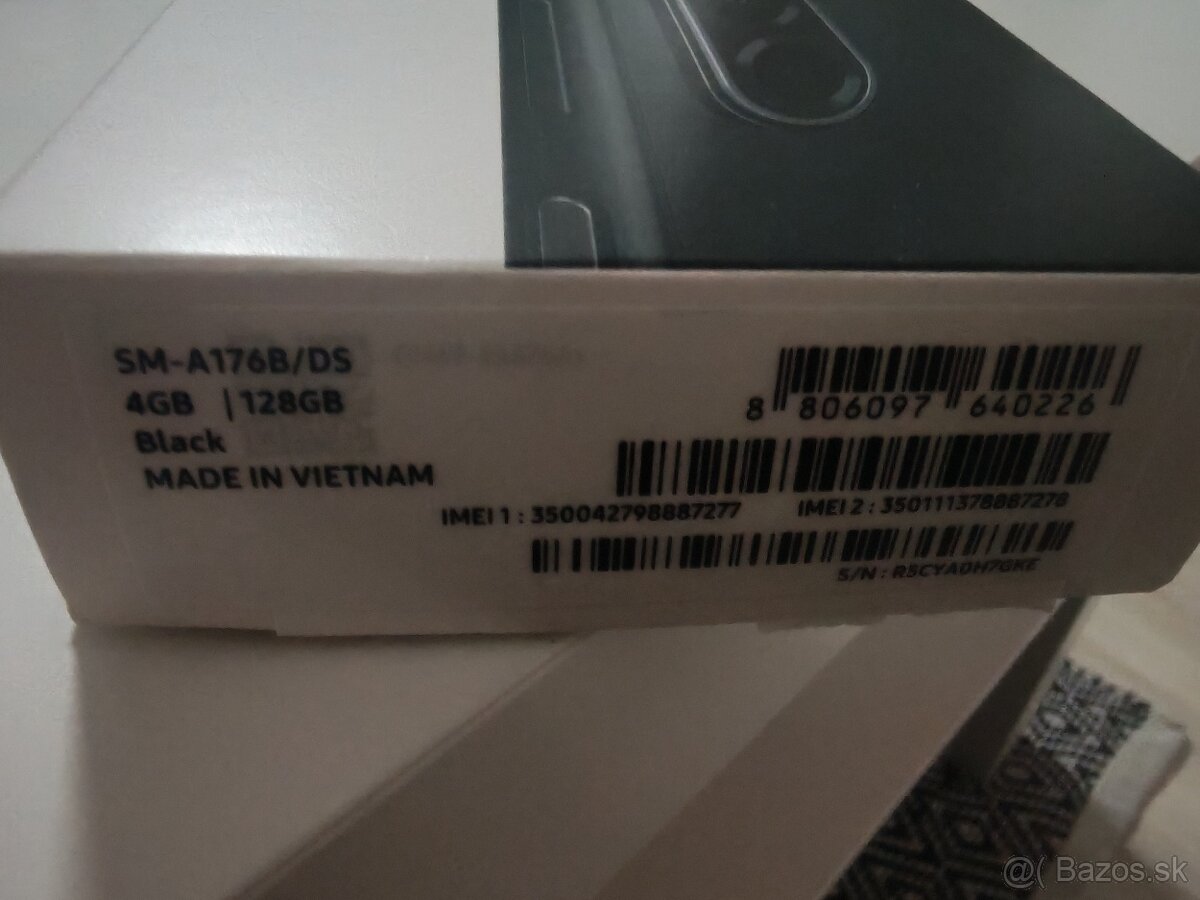 SM-A176B/DS
4GB | 128GB
Black
MADE IN VIETNAM
8 806097 640226
IMEI 1 : 350042798887277
IMEI 2 : 350111378887278
S/N : R5CYA0H7GKE
@( Bazos.sk